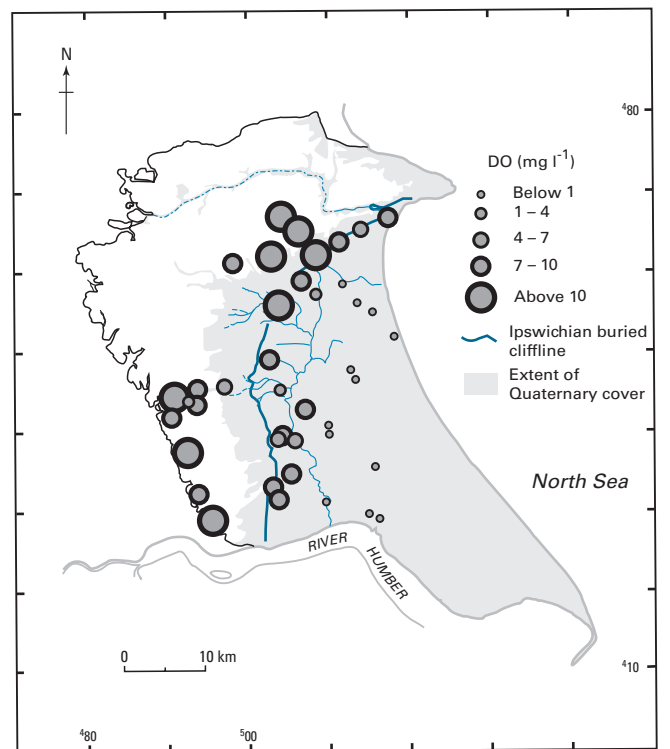 N
⁴80
DO (mg l⁻¹)
Below 1
1 – 4
4 – 7
7 – 10
Above 10
Ipswichian buried
cliffline
Extent of
Quaternary cover
North Sea
RIVER
HUMBER
0 10 km
⁴10
⁴80
⁵00